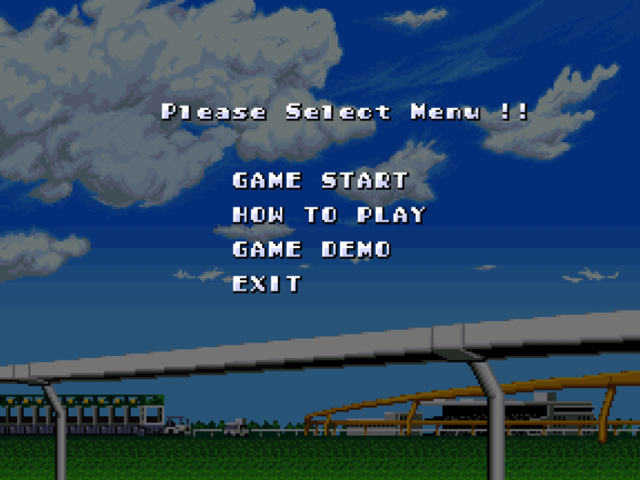 Please Select Menu !!
GAME START
HOW TO PLAY
GAME DEMO
EXIT